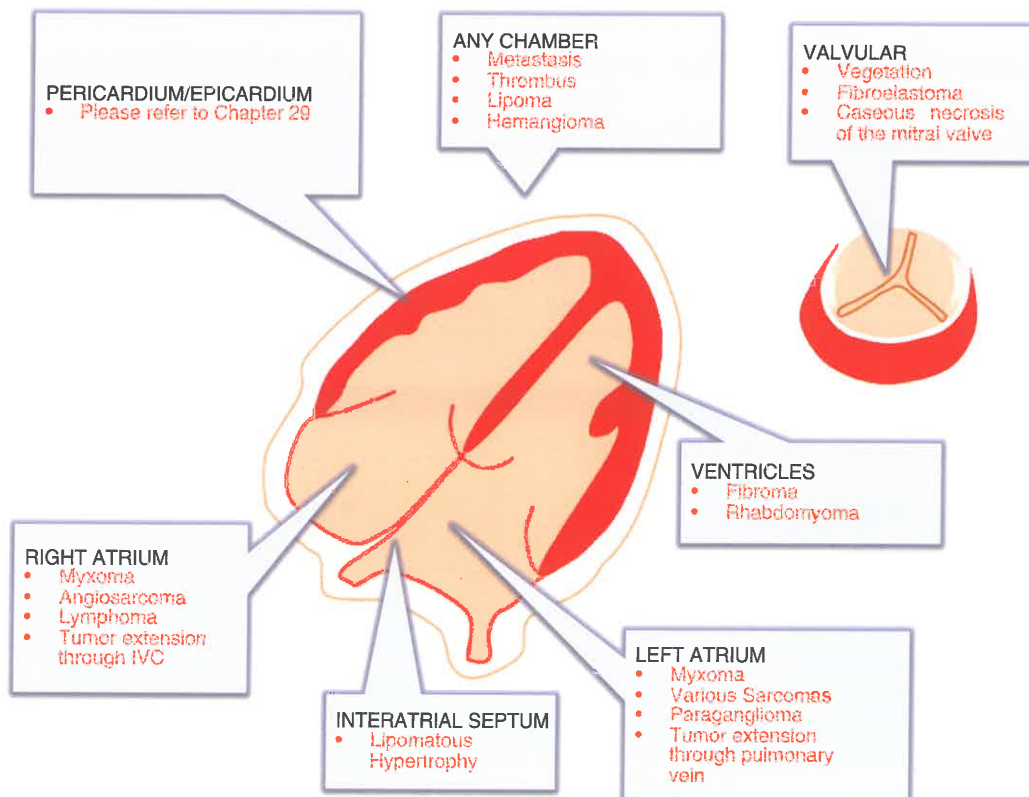 PERICARDIUM/EPICARDIUM
• Please refer to Chapter 29
ANY CHAMBER
• Metastasis
• Thrombus
• Lipoma
• Hemangioma
VALVULAR
• Vegetation
• Fibroelastoma
• Caseous necrosis
of the mitral valve
VENTRICLES
• Fibroma
• Rhabdomyoma
RIGHT ATRIUM
• Myxoma
• Angiosarcoma
• Lymphoma
• Tumor extension
through IVC
INTERATRIAL SEPTUM
• Lipomatous
Hypertrophy
LEFT ATRIUM
• Myxoma
• Various Sarcomas
• Paraganglioma
• Tumor extension
through pulmonary
vein